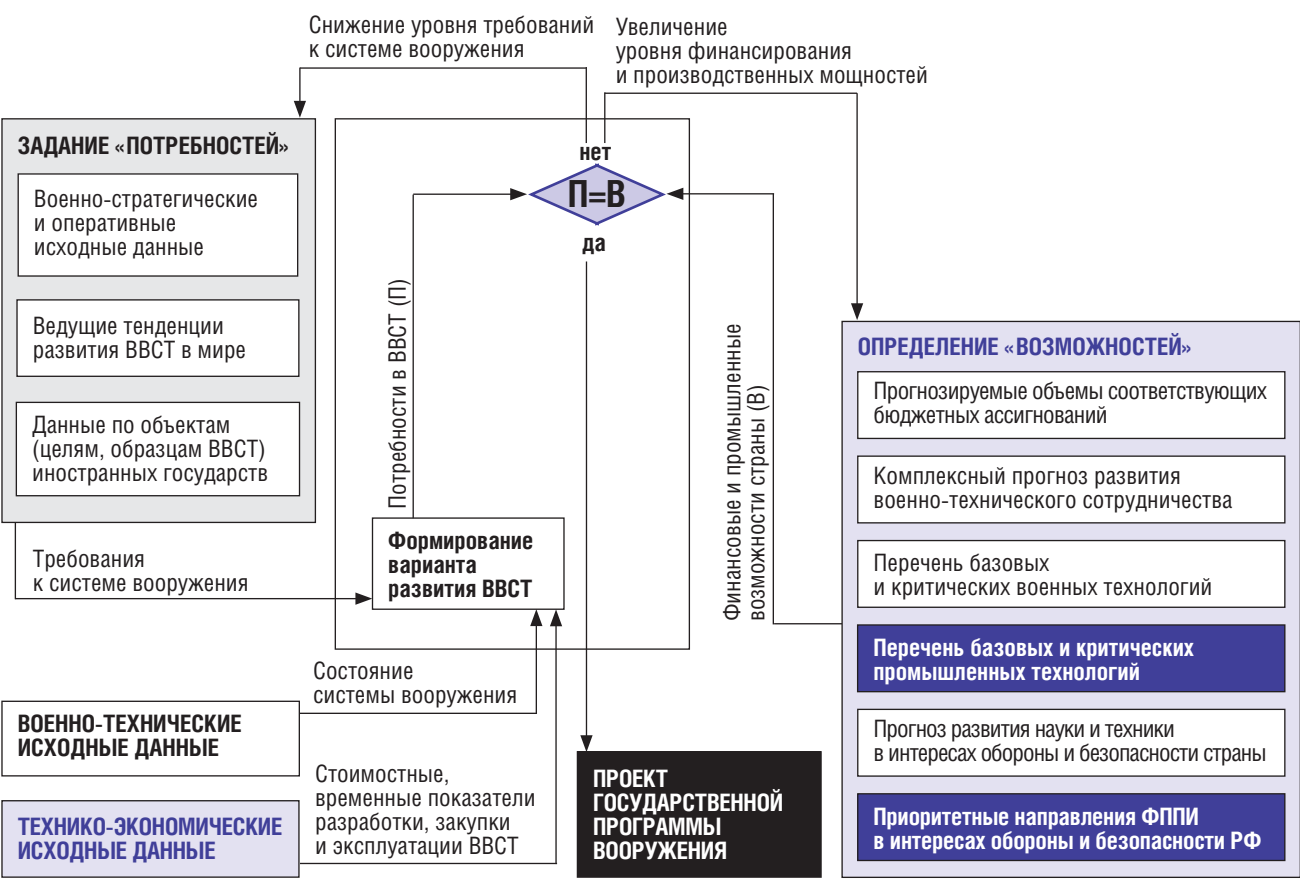 Снижение уровня требований
к системе вооружения
Увеличение
уровня финансирования
и производственных мощностей
ЗАДАНИЕ «ПОТРЕБНОСТЕЙ»
Военно-стратегические
и оперативные
исходные данные
Ведущие тенденции
развития ВВСТ в мире
Данные по объектам
(целям, образцам ВВСТ)
иностранных государств
Требования
к системе вооружения
нет
П=В
да
Потребности в ВВСТ (П)
Формирование
варианта
развития ВВСТ
Финансовые и промышленные
возможности страны (В)
ОПРЕДЕЛЕНИЕ «ВОЗМОЖНОСТЕЙ»
Прогнозируемые объемы соответствующих
бюджетных ассигнований
Комплексный прогноз развития
военно-технического сотрудничества
Перечень базовых
и критических военных технологий
Перечень базовых и критических
промышленных технологий
Прогноз развития науки и техники
в интересах обороны и безопасности страны
Приоритетные направления ФППИ
в интересах обороны и безопасности РФ
Состояние
системы вооружения
ВОЕННО-ТЕХНИЧЕСКИЕ
ИСХОДНЫЕ ДАННЫЕ
Стоимостные,
временные показатели
разработки, закупки
и эксплуатации ВВСТ
ТЕХНИКО-ЭКОНОМИЧЕСКИЕ
ИСХОДНЫЕ ДАННЫЕ
ПРОЕКТ
ГОСУДАРСТВЕННОЙ
ПРОГРАММЫ
ВООРУЖЕНИЯ